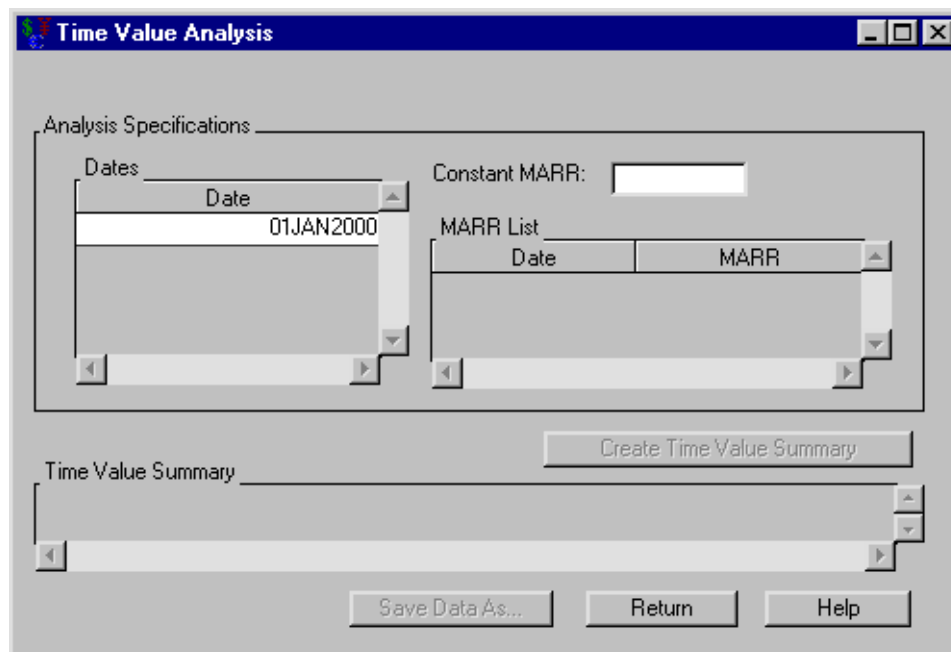 Time Value Analysis
Analysis Specifications
Dates
Date
01JAN2000
Constant MARR:
MARR List
Date MARR
Create Time Value Summary
Time Value Summary
Save Data As... Return Help